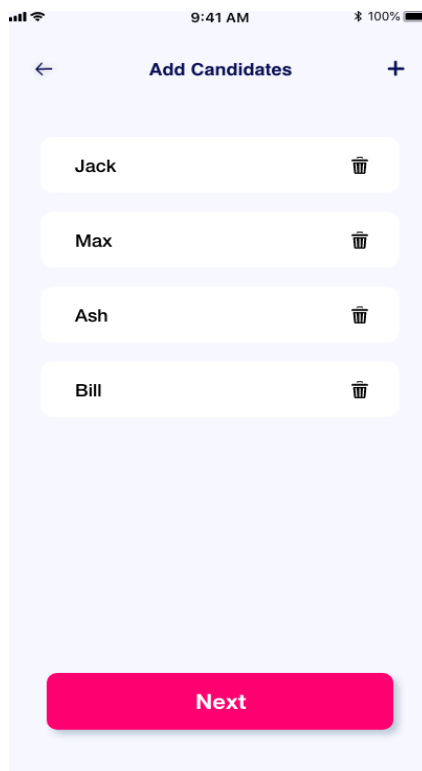 9:41 AM 100%
Add Candidates
Jack
Max
Ash
Bill
Next